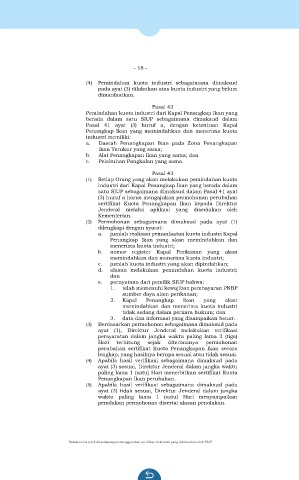 - 18 -
(4) Pemindahan kuota industri sebagaimana dimaksud
pada ayat (3) dilakukan atas kuota industri yang belum
dimanfaatkan.
Pasal 42
Pemindahan kuota industri dari Kapal Penangkap Ikan yang
berada dalam satu SIUP sebagaimana dimaksud dalam
Pasal 41 ayat (3) huruf a, dengan ketentuan Kapal
Penangkap Ikan yang memindahkan dan menerima kuota
industri memiliki:
a. Daerah Penangkapan Ikan pada Zona Penangkapan
Ikan Terukur yang sama;
b. Alat Penangkapan Ikan yang sama; dan
c. Pelabuhan Pangkalan yang sama.
Pasal 43
(1) Setiap Orang yang akan melakukan pemindahan kuota
industri dari Kapal Penangkap Ikan yang berada dalam
satu SIUP sebagaimana dimaksud dalam Pasal 41 ayat
(3) huruf a harus mengajukan permohonan perubahan
sertifikat Kuota Penangkapan Ikan kepada Direktur
Jenderal melalui aplikasi yang disediakan oleh
Kementerian.
(2) Permohonan sebagaimana dimaksud pada ayat (1)
dilengkapi dengan syarat:
a. jumlah realisasi pemanfaatan kuota industri Kapal
Penangkap Ikan yang akan memindahkan dan
menerima kuota industri;
b. nomor register Kapal Perikanan yang akan
memindahkan dan menerima kuota industri;
c. jumlah kuota industri yang akan dipindahkan;
d. alasan melakukan pemindahan kuota industri;
dan
e. pernyataan dari pemilik SIUP bahwa:
1. telah memenuhi kewajiban pembayaran PNBP
sumber daya alam perikanan;
2. Kapal Penangkap Ikan yang akan
memindahkan dan menerima kuota industri
tidak sedang dalam perkara hukum; dan
3. data dan informasi yang disampaikan benar.
(3) Berdasarkan permohonan sebagaimana dimaksud pada
ayat (1), Direktur Jenderal melakukan verifikasi
persyaratan dalam jangka waktu paling lama 3 (tiga)
Hari terhitung sejak diterimanya permohonan
perubahan sertifikat Kuota Penangkapan Ikan secara
lengkap, yang hasilnya berupa sesuai atau tidak sesuai.
(4) Apabila hasil verifikasi sebagaimana dimaksud pada
ayat (3) sesuai, Direktur Jenderal dalam jangka waktu
paling lama 1 (satu) Hari menerbitkan sertifikat Kuota
Penangkapan Ikan perubahan.
(5) Apabila hasil verifikasi sebagaimana dimaksud pada
ayat (3) tidak sesuai, Direktur Jenderal dalam jangka
waktu paling lama 1 (satu) Hari menyampaikan
penolakan permohonan disertai alasan penolakan.